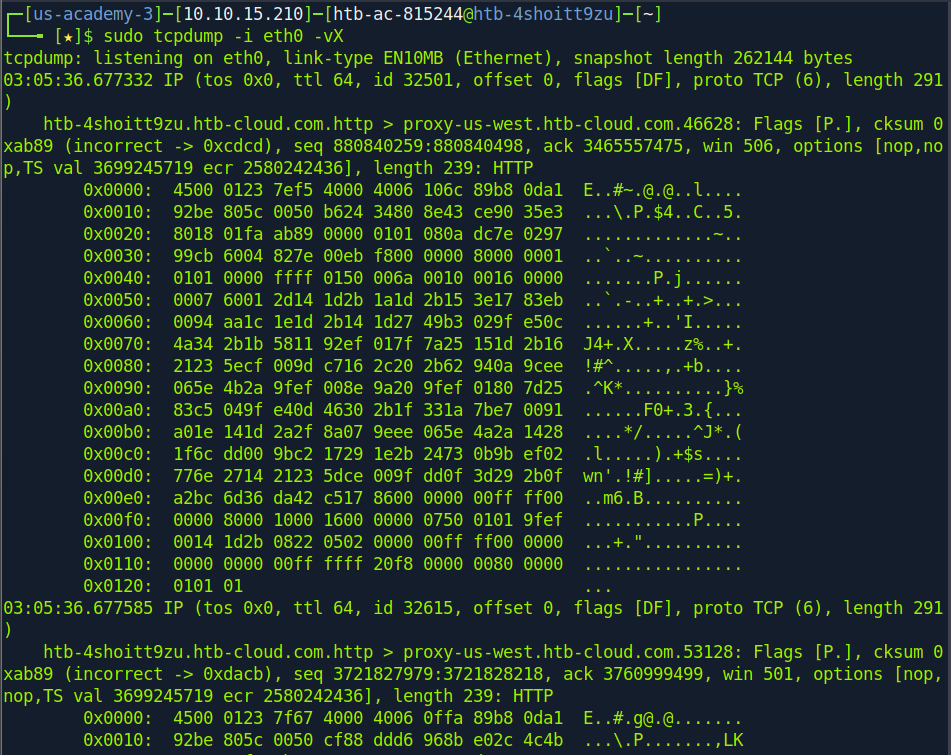 ┌─[us-academy-3]─[10.10.15.210]─[htb-ac-815244@htb-4shoitt9zu]─[~]
└──╼ [★]$ sudo tcpdump -i eth0 -vX
tcpdump: listening on eth0, link-type EN10MB (Ethernet), snapshot length 262144 bytes
03:05:36.677332 IP (tos 0x0, ttl 64, id 32501, offset 0, flags [DF], proto TCP (6), length 291
)
    htb-4shoitt9zu.htb-cloud.com.http > proxy-us-west.htb-cloud.com.46628: Flags [P.], cksum 0
xab89 (incorrect -> 0xcdcd), seq 880840259:880840498, ack 3465557475, win 506, options [nop,no
p,TS val 3699245719 ecr 2580242436], length 239: HTTP
        0x0000:  4500 0123 7ef5 4000 4006 106c 89b8 0da1  E..#~.@.@..l....
        0x0010:  92be 805c 0050 b624 3480 8e43 ce90 35e3  ...\.P.$4..C..5.
        0x0020:  8018 01fa ab89 0000 0101 080a dc7e 0297  .............~..
        0x0030:  99cb 6004 827e 00eb f800 0000 8000 0001  ..`..~..........
        0x0040:  0101 0000 ffff 0150 006a 0010 0016 0000  .......P.j......
        0x0050:  0007 6001 2d14 1d2b 1a1d 2b15 3e17 83eb  ..`.-..+..+.>...
        0x0060:  0094 aa1c 1e1d 2b14 1d27 49b3 029f e50c  ......+..'I.....
        0x0070:  4a34 2b1b 5811 92ef 017f 7a25 151d 2b16  J4+.X.....z%..+.
        0x0080:  2123 5ecf 009d c716 2c20 2b62 940a 9cee  !#^.....,.+b....
        0x0090:  065e 4b2a 9fef 008e 9a20 9fef 0180 7d25  .^K*..........}%
        0x00a0:  83c5 049f e40d 4630 2b1f 331a 7be7 0091  ......F0+.3.{...
        0x00b0:  a01e 141d 2a2f 8a07 9eee 065e 4a2a 1428  ....*/.....^J*.(
        0x00c0:  1f6c dd00 9bc2 1729 1e2b 2473 0b9b ef02  .l.....).+$s....
        0x00d0:  776e 2714 2123 5dce 009f dd0f 3d29 2b0f  wn'.!#].....=)+.
        0x00e0:  a2bc 6d36 da42 c517 8600 0000 00ff ff00  ..m6.B..........
        0x00f0:  0000 8000 1000 1600 0000 0750 0101 9fef  ...........P....
        0x0100:  0014 1d2b 0822 0502 0000 00ff ff00 0000  ...+."..........
        0x0110:  0000 0000 00ff ffff 20f8 0000 0080 0000  ................
        0x0120:  0101 01                                  ...
03:05:36.677585 IP (tos 0x0, ttl 64, id 32615, offset 0, flags [DF], proto TCP (6), length 291
)
    htb-4shoitt9zu.htb-cloud.com.http > proxy-us-west.htb-cloud.com.53128: Flags [P.], cksum 0
xab89 (incorrect -> 0xdacb), seq 3721827979:3721828218, ack 3760999499, win 501, options [nop,
nop,TS val 3699245719 ecr 2580242436], length 239: HTTP
        0x0000:  4500 0123 7f67 4000 4006 0ffa 89b8 0da1  E..#.g@.@.......
        0x0010:  92be 805c 0050 cf88 ddd6 968b e02c 4c4b  ...\.P.......,LK